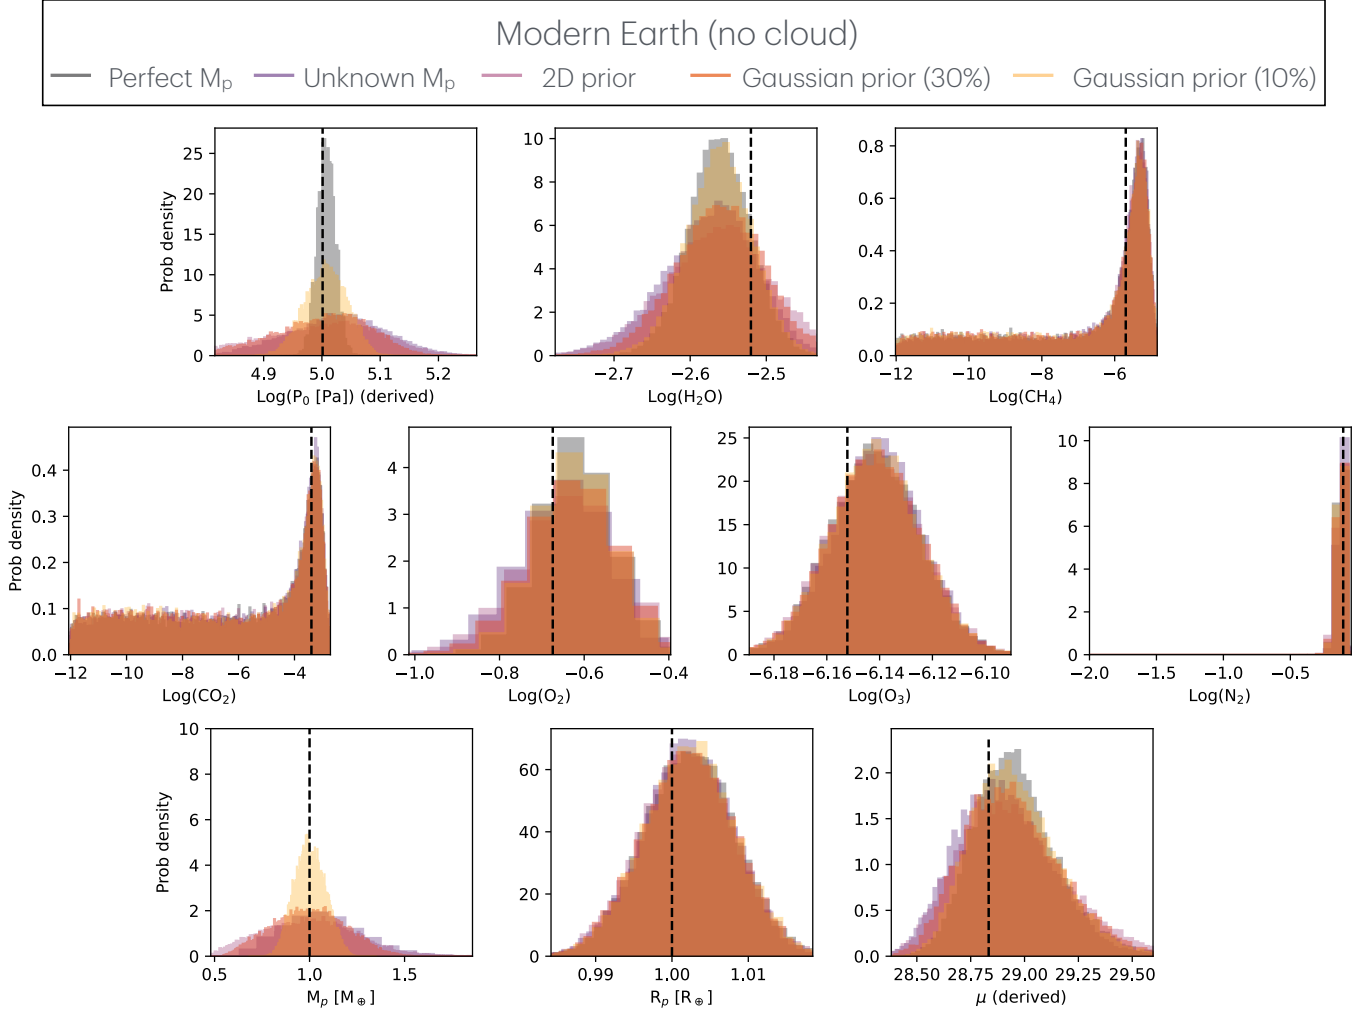 Modern Earth (no cloud)
Perfect Mₚ Unknown Mₚ 2D prior Gaussian prior (30%) Gaussian prior (10%)
Prob density
25
20
15
10
5
0
4.9 5.0 5.1 5.2
Log(P₀ [Pa]) (derived)
10
8
6
4
2
0
−2.7 −2.6 −2.5
Log(H₂O)
0.8
0.6
0.4
0.2
0.0
−12 −10 −8 −6
Log(CH₄)
Prob density
0.4
0.3
0.2
0.1
0.0
−12 −10 −8 −6 −4
Log(CO₂)
4
3
2
1
0
−1.0 −0.8 −0.6 −0.4
Log(O₂)
25
20
15
10
5
0
−6.18 −6.16 −6.14 −6.12 −6.10
Log(O₃)
10
8
6
4
2
0
−2.0 −1.5 −1.0 −0.5
Log(N₂)
Prob density
10
8
6
4
2
0
0.5 1.0 1.5
Mₚ [M⊕]
60
40
20
0
0.99 1.00 1.01
Rₚ [R⊕]
2.0
1.5
1.0
0.5
0.0
28.50 28.75 29.00 29.25 29.50
μ (derived)